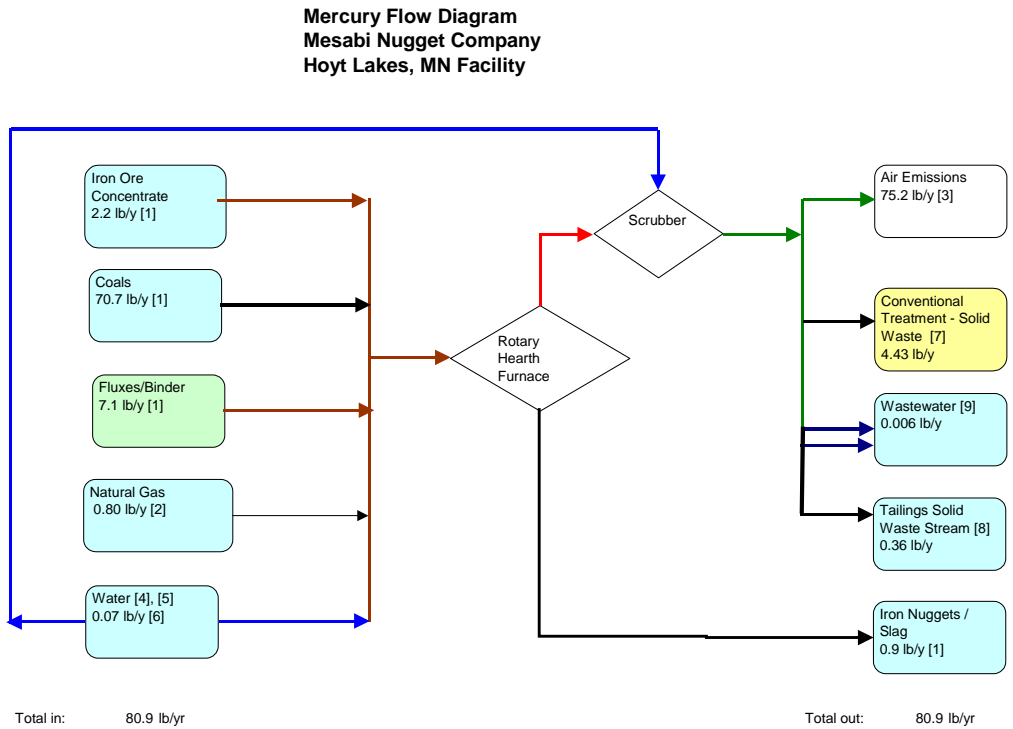 Mercury Flow Diagram
Mesabi Nugget Company
Hoyt Lakes, MN Facility
Iron Ore
Concentrate
2.2 lb/y [1]
Coals
70.7 lb/y [1]
Fluxes/Binder
7.1 lb/y [1]
Natural Gas
0.80 lb/y [2]
Water [4], [5]
0.07 lb/y [6]
Scrubber
Rotary
Hearth
Furnace
Air Emissions
75.2 lb/y [3]
Conventional
Treatment - Solid
Waste [7]
4.43 lb/y
Wastewater [9]
0.006 lb/y
Tailings Solid
Waste Stream [8]
0.36 lb/y
Iron Nuggets /
Slag
0.9 lb/y [1]
Total in: 80.9 lb/yr
Total out: 80.9 lb/yr